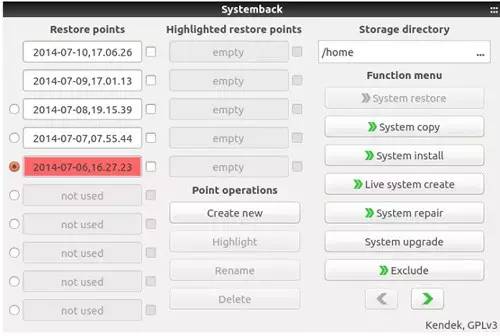 Systemback
Restore points
Highlighted restore points
Storage directory
2014-07-10,17.06.26
empty
/home
...
2014-07-09,17.01.13
empty
Function menu
2014-07-08,19.15.39
empty
System restore
2014-07-07,07.55.44
empty
System copy
2014-07-06,16.27.23
empty
System install
not used
Point operations
Live system create
not used
Create new
System repair
not used
Highlight
System upgrade
not used
Rename
Exclude
not used
Delete
Kendek, GPLv3